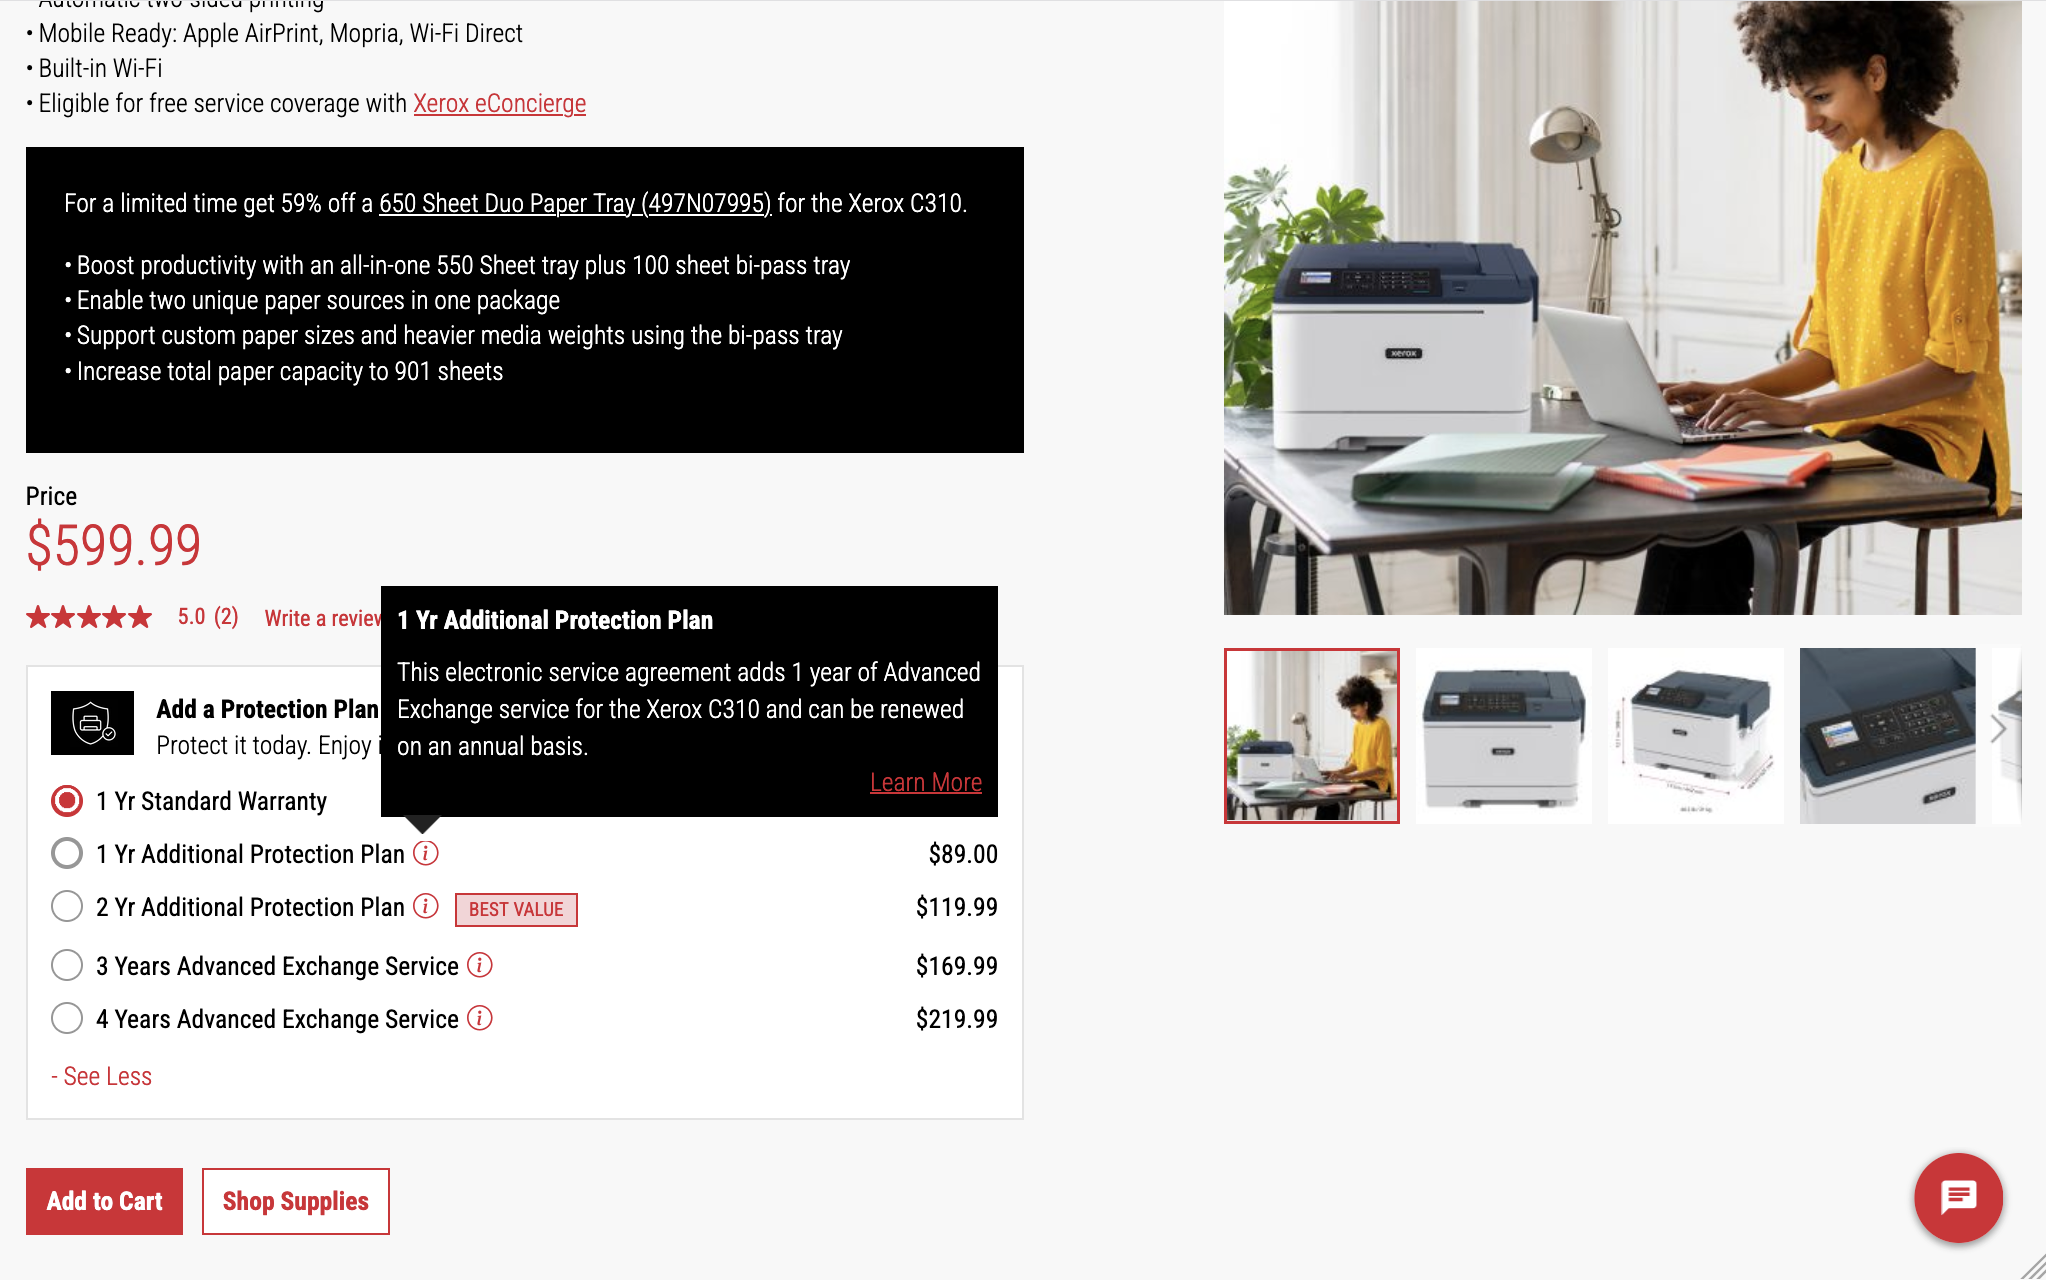 Automatic two-sided printing
• Mobile Ready: Apple AirPrint, Mopria, Wi-Fi Direct
• Built-in Wi-Fi
• Eligible for free service coverage with Xerox eConcierge
For a limited time get 59% off a 650 Sheet Duo Paper Tray (497N07995) for the Xerox C310.
• Boost productivity with an all-in-one 550 Sheet tray plus 100 sheet bi-pass tray
• Enable two unique paper sources in one package
• Support custom paper sizes and heavier media weights using the bi-pass tray
• Increase total paper capacity to 901 sheets
Price
$599.99
5.0 (2) Write a review
1 Yr Additional Protection Plan
This electronic service agreement adds 1 year of Advanced
Exchange service for the Xerox C310 and can be renewed
on an annual basis.
Learn More
Add a Protection Plan
Protect it today. Enjoy
1 Yr Standard Warranty
1 Yr Additional Protection Plan i $89.00
2 Yr Additional Protection Plan i BEST VALUE $119.99
3 Years Advanced Exchange Service i $169.99
4 Years Advanced Exchange Service i $219.99
- See Less
Add to Cart
Shop Supplies
xerox